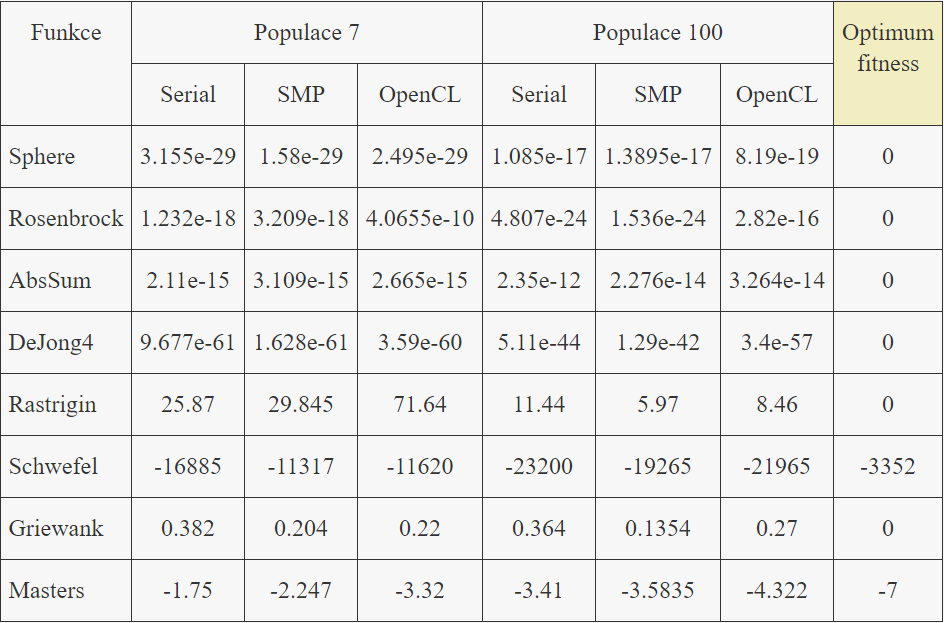 Funkce Populace 7 Populace 100 Optimum
fitness
Serial SMP OpenCL Serial SMP OpenCL
Sphere 3.155e-29 1.58e-29 2.495e-29 1.085e-17 1.3895e-17 8.19e-19 0
Rosenbrock 1.232e-18 3.209e-18 4.0655e-10 4.807e-24 1.536e-24 2.82e-16 0
AbsSum 2.11e-15 3.109e-15 2.665e-15 2.35e-12 2.276e-14 3.264e-14 0
DeJong4 9.677e-61 1.628e-61 3.59e-60 5.11e-44 1.29e-42 3.4e-57 0
Rastrigin 25.87 29.845 71.64 11.44 5.97 8.46 0
Schwefel -16885 -11317 -11620 -23200 -19265 -21965 -3352
Griewank 0.382 0.204 0.22 0.364 0.1354 0.27 0
Masters -1.75 -2.247 -3.32 -3.41 -3.5835 -4.322 -7